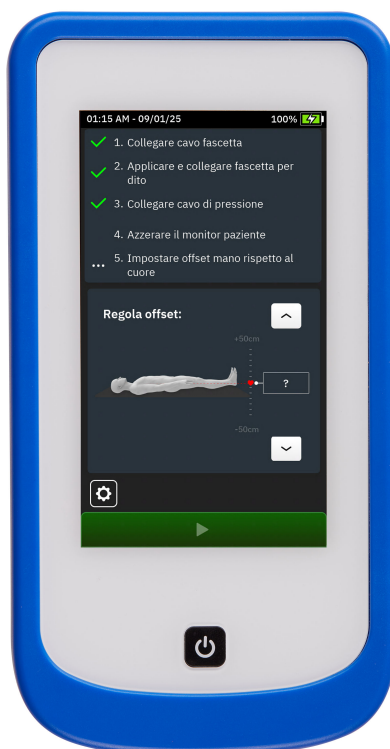 01:15 AM - 09/01/25 100%
1. Collegare cavo fascetta
2. Applicare e collegare fascetta per
dito
3. Collegare cavo di pressione
4. Azzerare il monitor paziente
... 5. Impostare offset mano rispetto al
cuore
Regola offset:
+50cm
?
-50cm